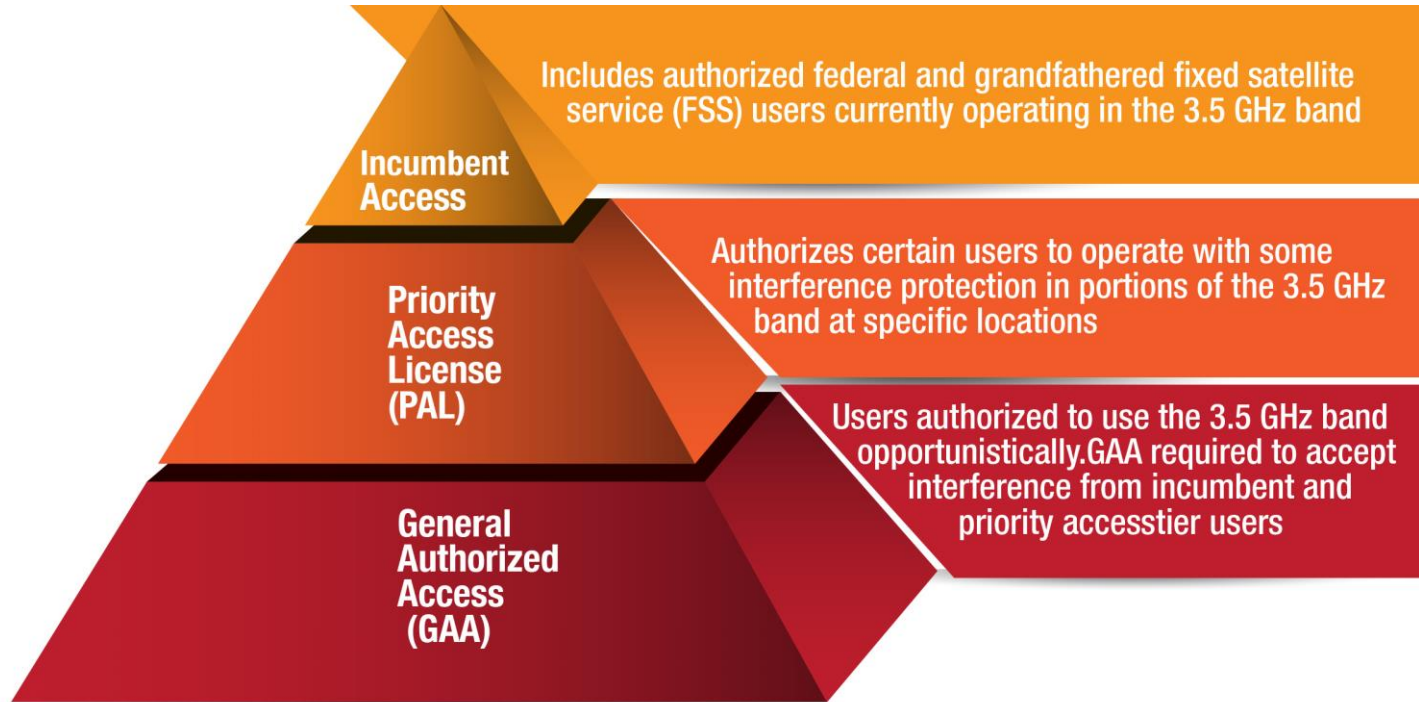 Incumbent
Access
Includes authorized federal and grandfathered fixed satellite
service (FSS) users currently operating in the 3.5 GHz band
Priority
Access
License
(PAL)
Authorizes certain users to operate with some
interference protection in portions of the 3.5 GHz
band at specific locations
General
Authorized
Access
(GAA)
Users authorized to use the 3.5 GHz band
opportunistically.GAA required to accept
interference from incumbent and
priority accesstier users